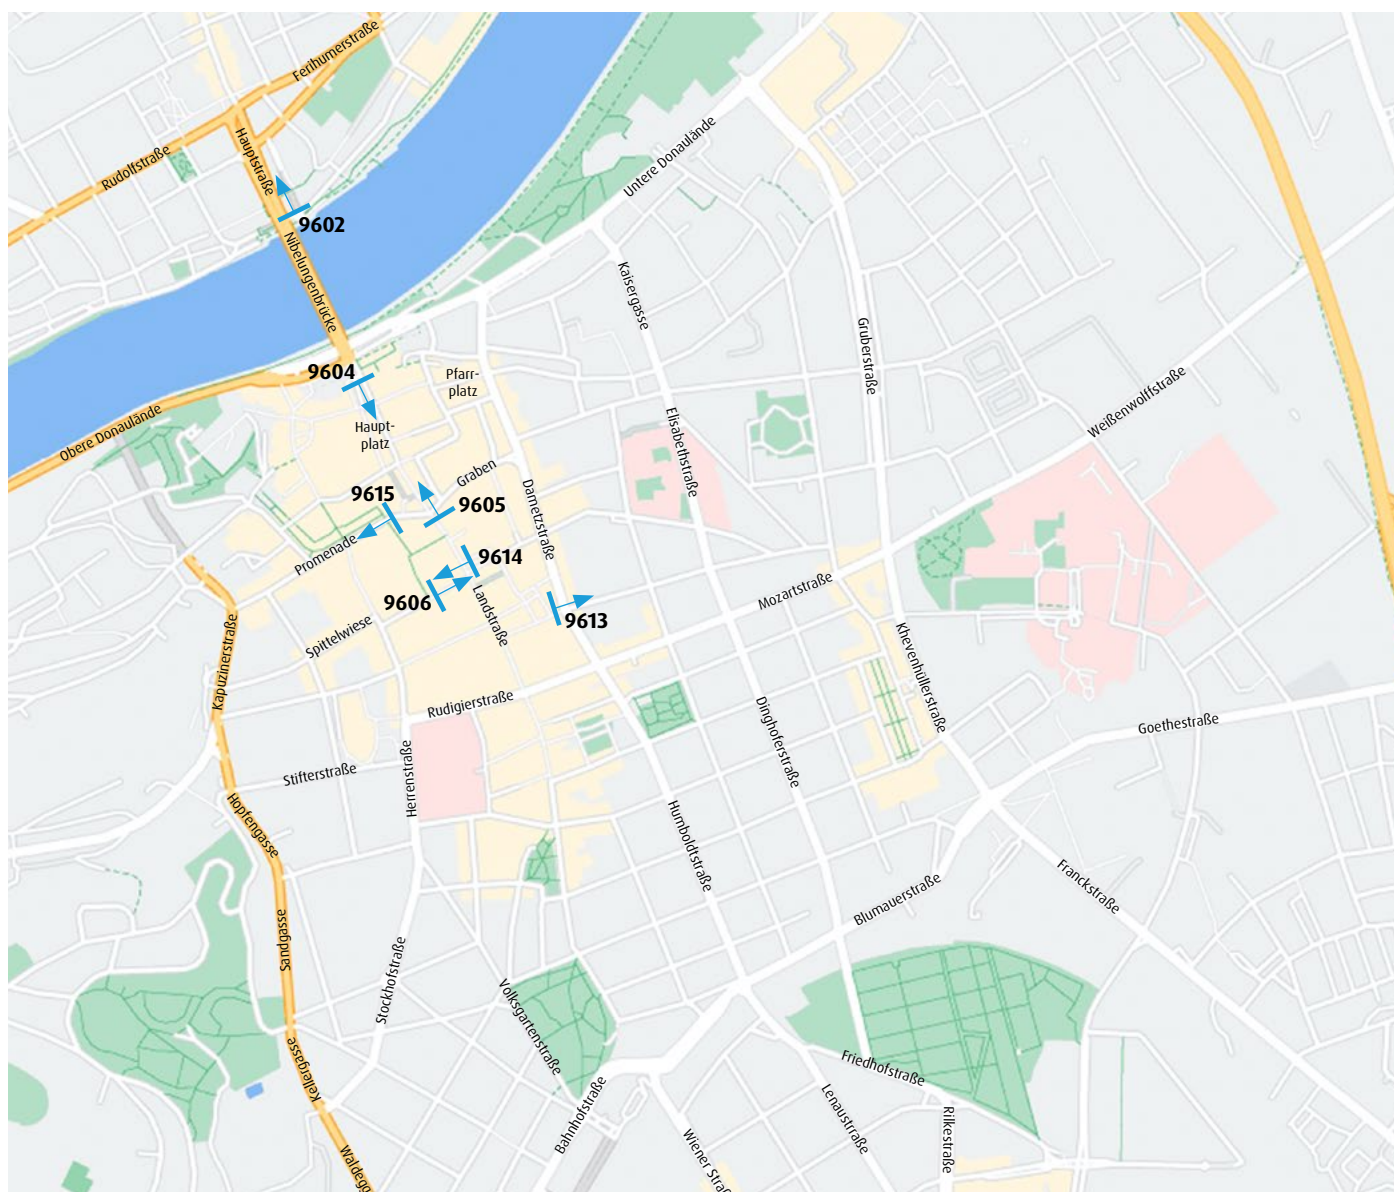 Ferihumerstraße
Hauptstraße
Rudolfstraße
Untere Donaulände
9602
Nibelungenbrücke
Kaisergasse
Gruberstraße
9604
Pfarr-
platz
Weißenwolffstraße
Obere Donaulände
Haupt-
platz
Elisabethstraße
Graben
9615
9605
Dametzstraße
Promenade
9614
9606
Landstraße
Mozartstraße
9613
Spittelwiese
Kapuzinerstraße
Khevenhüllerstraße
Rudigierstraße
Dinghoferstraße
Goethestraße
Stifterstraße
Herrenstraße
Hopfengasse
Humboldtstraße
Franckstraße
Blumauerstraße
Sandgasse
Stockhofstraße
Volksgartenstraße
Kellergasse
Friedhofstraße
Bahnhofstraße
Lenaustraße
Rilkestraße
Wiener Straß
Waldegg